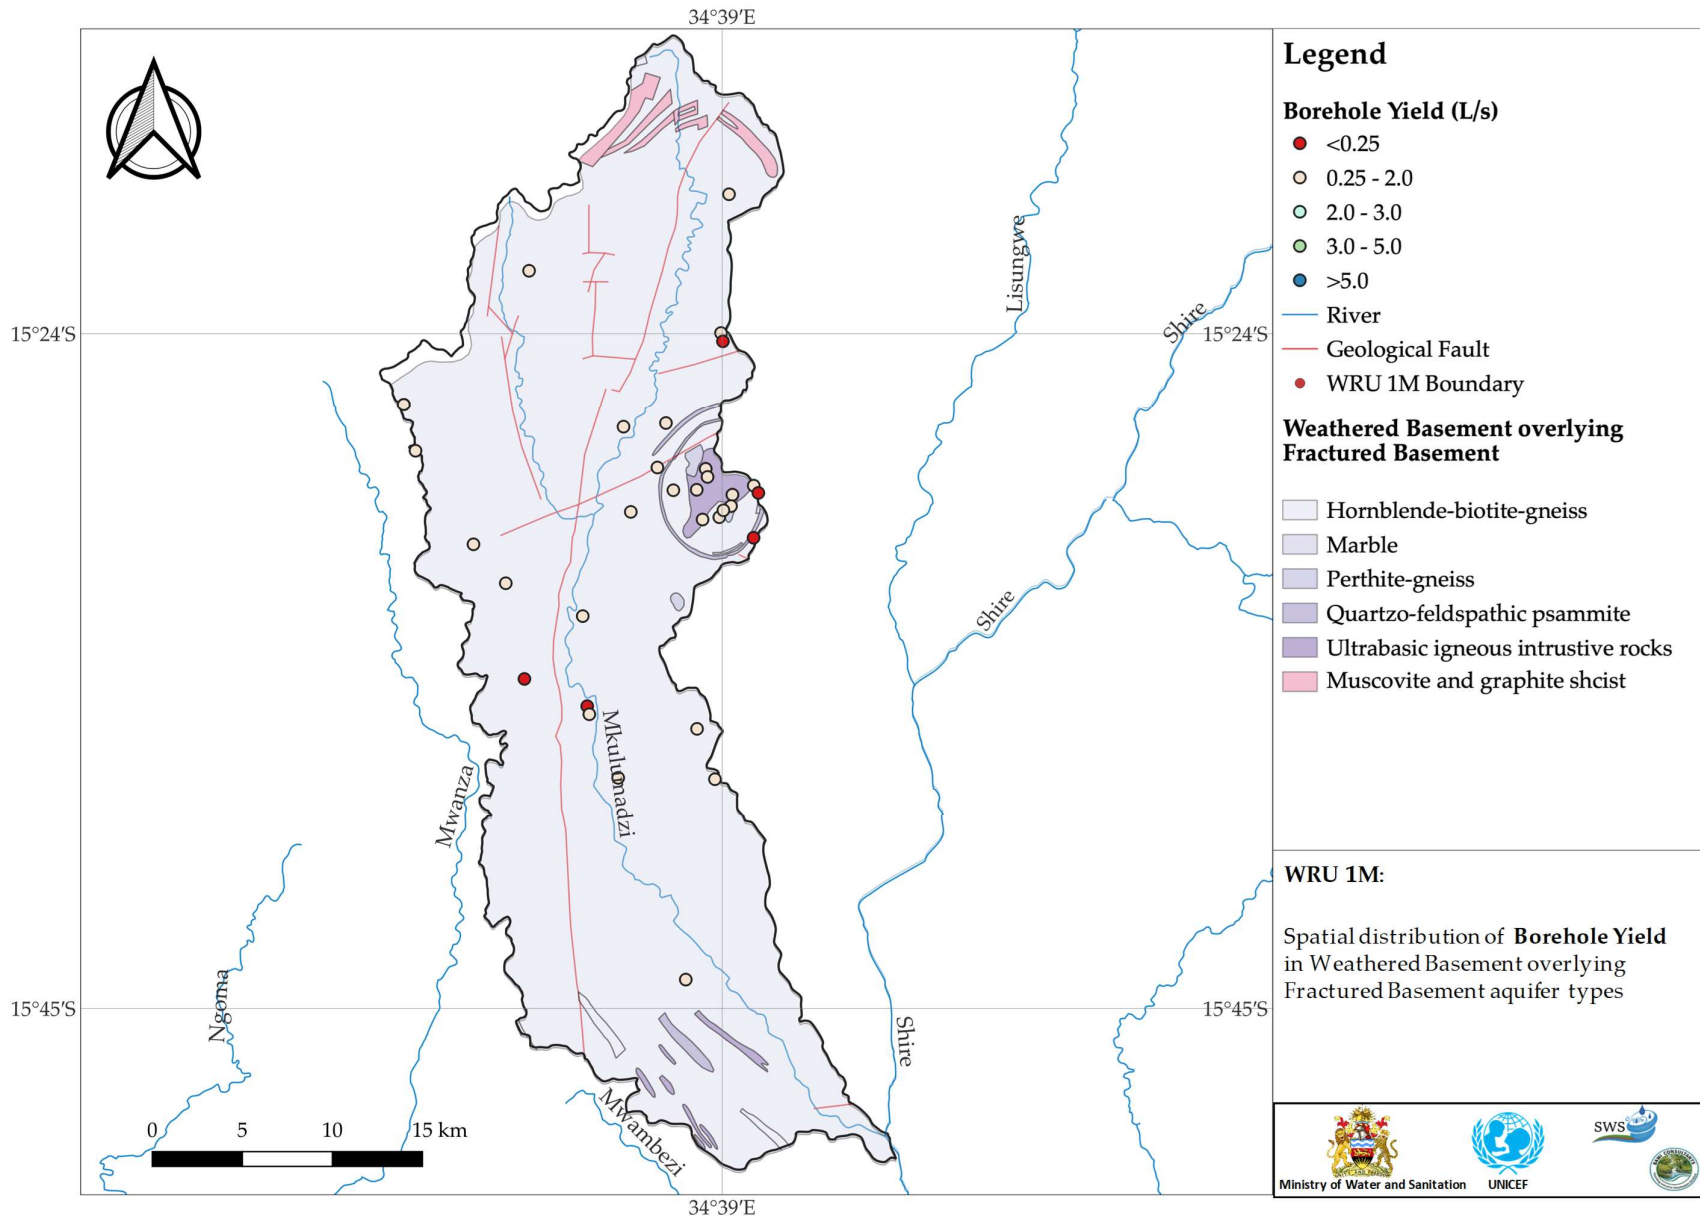 34°39'E
Legend
Borehole Yield (L/s)
<0.25
0.25 - 2.0
2.0 - 3.0
3.0 - 5.0
>5.0
River
Geological Fault
WRU 1M Boundary
Weathered Basement overlying
Fractured Basement
Hornblende-biotite-gneiss
Marble
Perthite-gneiss
Quartzo-feldspathic psammite
Ultrabasic igneous intrustive rocks
Muscovite and graphite shcist
Lisungwe
Shire
15°24'S
15°24'S
Shire
Mkulumadzi
Mwanza
WRU 1M:
Spatial distribution of Borehole Yield
in Weathered Basement overlying
Fractured Basement aquifer types
Ngoma
15°45'S
15°45'S
Shire
Mwambezi
0 5 10 15 km
SWS
Ministry of Water and Sanitation
UNICEF
34°39'E